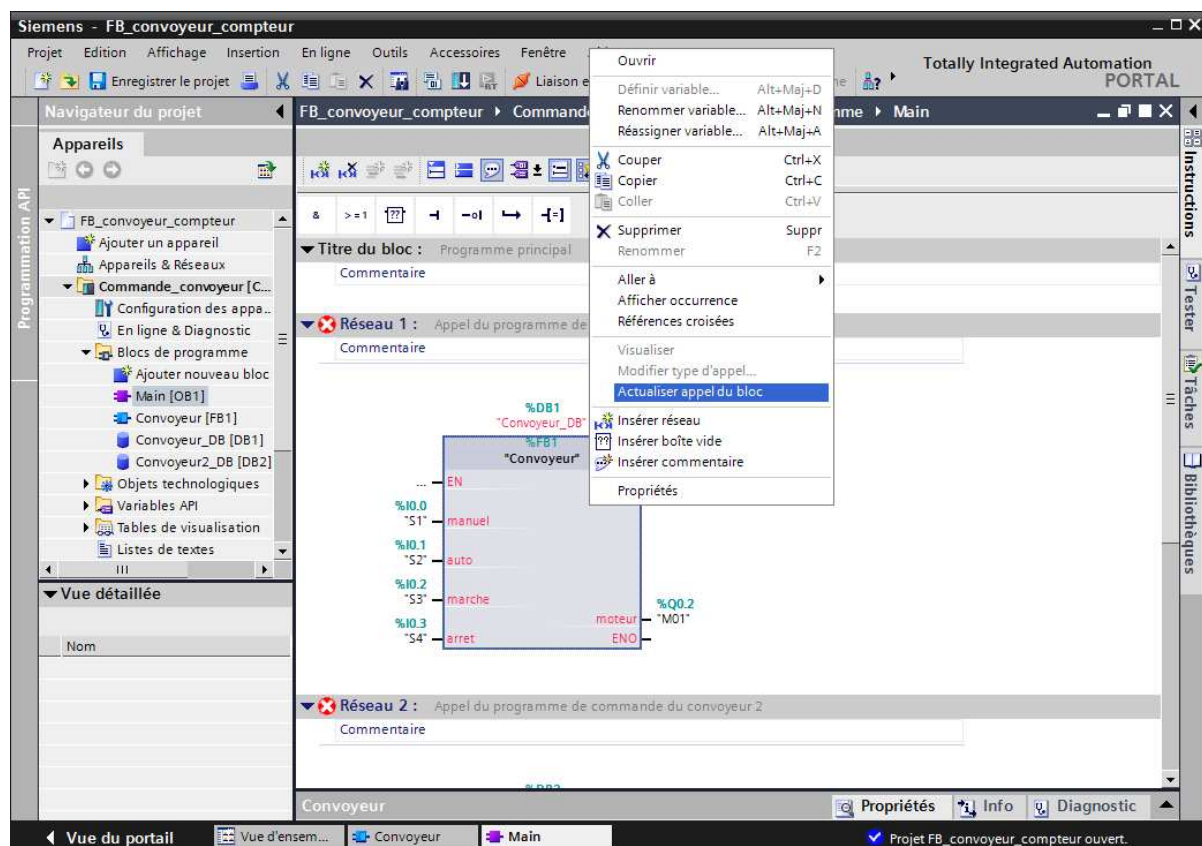 Siemens - FB_convoyeur_compteur
Projet Edition Affichage Insertion En ligne Outils Accessoires Fenêtre
Totally Integrated Automation
PORTAL
Enregistrer le projet
Liaison e
Navigateur du projet
FB_convoyeur_compteur ▸ Command
mme ▸ Main
Appareils
Programmation API
FB_convoyeur_compteur
Ajouter un appareil
Appareils & Réseaux
Commande_convoyeur [C...
Configuration des appa..
En ligne & Diagnostic
Blocs de programme
Ajouter nouveau bloc
Main [OB1]
Convoyeur [FB1]
Convoyeur_DB [DB1]
Convoyeur2_DB [DB2]
Objets technologiques
Variables API
Tables de visualisation
Listes de textes
III
Vue détaillée
Nom
& >=1 ?? -o| -[=]
Titre du bloc : Programme principal
Commentaire
Réseau 1 : Appel du programme de
Commentaire
%DB1
"Convoyeur_DB"
%FB1
"Convoyeur"
... EN
%I0.0
"S1" manuel
%I0.1
"S2" auto
%I0.2
"S3" marche
%Q0.2
moteur "M01"
%I0.3
"S4" arret ENO
Réseau 2 : Appel du programme de commande du convoyeur 2
Commentaire
%DB2
Ouvrir
Définir variable... Alt+Maj+D
Renommer variable... Alt+Maj+N
Réassigner variable... Alt+Maj+A
Couper Ctrl+X
Copier Ctrl+C
Coller Ctrl+V
Supprimer Suppr
Renommer F2
Aller à
Afficher occurrence
Références croisées
Visualiser
Modifier type d'appel...
Actualiser appel du bloc
Insérer réseau
Insérer boîte vide
Insérer commentaire
Propriétés
Instructions
Tester
Tâches
Bibliothèques
Convoyeur
Propriétés Info Diagnostic
Vue du portail Vue d'ensem... Convoyeur Main
Projet FB_convoyeur_compteur ouvert.